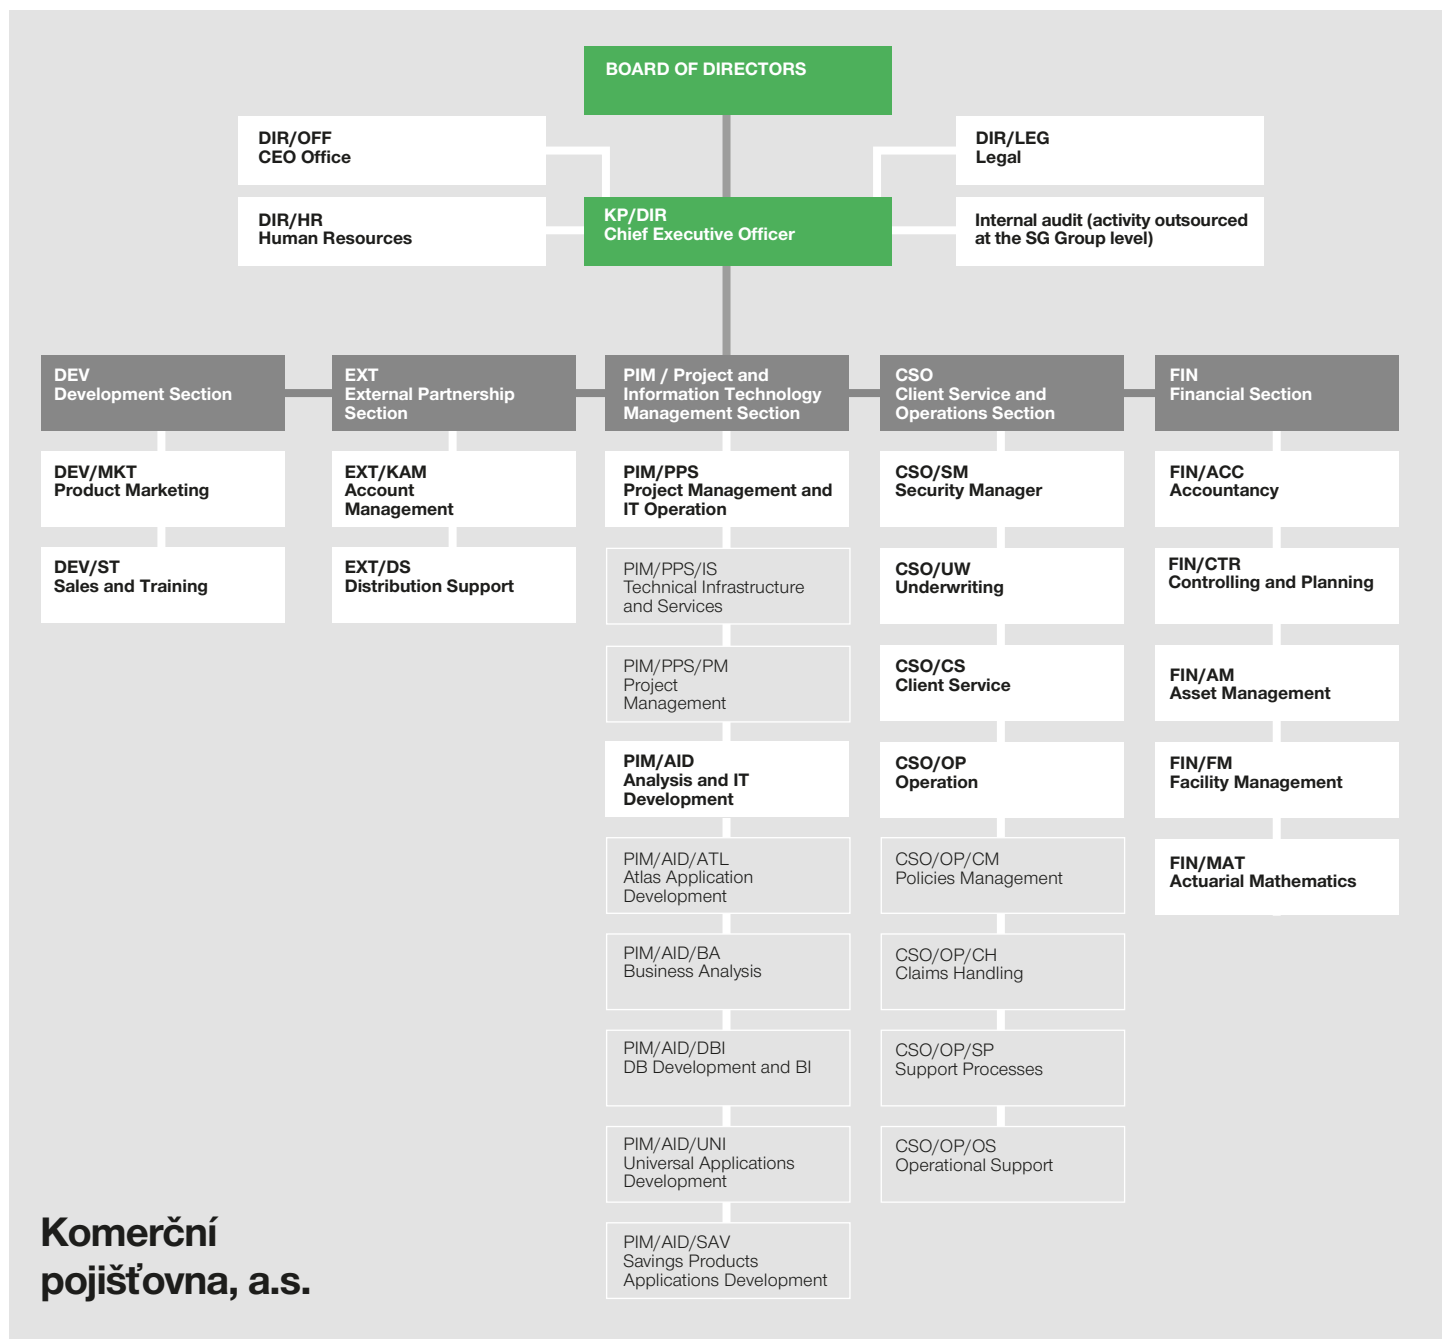 BOARD OF DIRECTORS
DIR/OFF
CEO Office
DIR/LEG
Legal
DIR/HR
Human Resources
KP/DIR
Chief Executive Officer
Internal audit (activity outsourced
at the SG Group level)
DEV
Development Section
EXT
External Partnership
Section
PIM / Project and
Information Technology
Management Section
CSO
Client Service and
Operations Section
FIN
Financial Section
DEV/MKT
Product Marketing
DEV/ST
Sales and Training
EXT/KAM
Account
Management
EXT/DS
Distribution Support
PIM/PPS
Project Management and
IT Operation
PIM/PPS/IS
Technical Infrastructure
and Services
PIM/PPS/PM
Project
Management
PIM/AID
Analysis and IT
Development
PIM/AID/ATL
Atlas Application
Development
PIM/AID/BA
Business Analysis
PIM/AID/DBI
DB Development and BI
PIM/AID/UNI
Universal Applications
Development
PIM/AID/SAV
Savings Products
Applications Development
CSO/SM
Security Manager
CSO/UW
Underwriting
CSO/CS
Client Service
CSO/OP
Operation
CSO/OP/CM
Policies Management
CSO/OP/CH
Claims Handling
CSO/OP/SP
Support Processes
CSO/OP/OS
Operational Support
FIN/ACC
Accountancy
FIN/CTR
Controlling and Planning
FIN/AM
Asset Management
FIN/FM
Facility Management
FIN/MAT
Actuarial Mathematics
Komerční
pojišťovna, a.s.